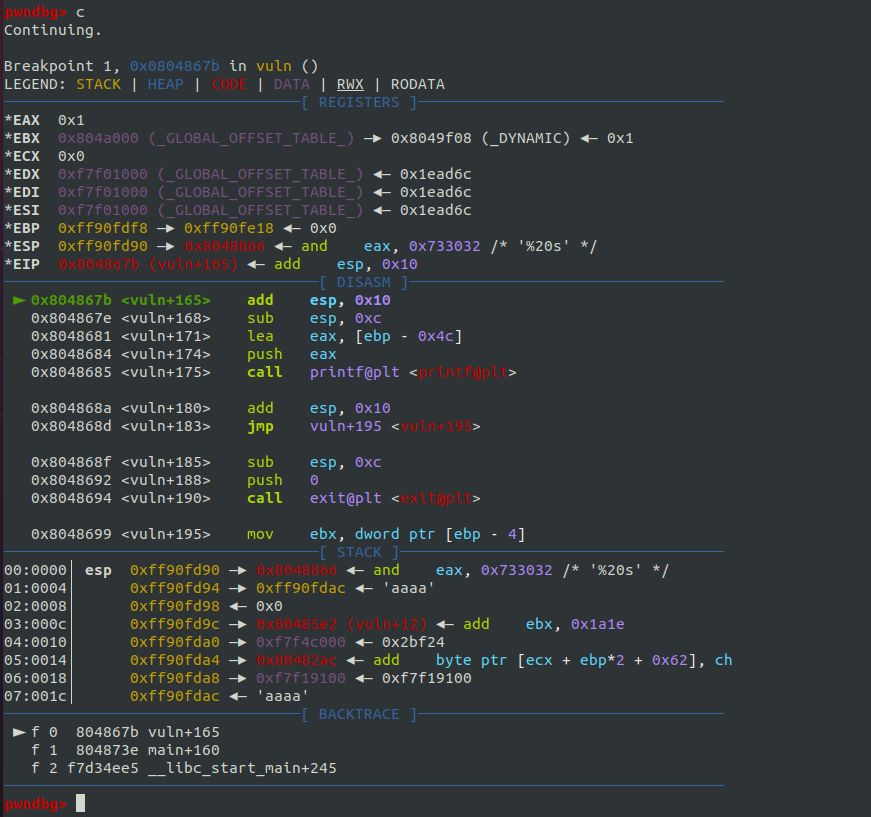 pwndbg> c
Continuing.
Breakpoint 1, 0x0804867b in vuln ()
LEGEND: STACK | HEAP | CODE | DATA | RWX | RODATA
[ REGISTERS ]
*EAX  0x1
*EBX  0x804a000 (_GLOBAL_OFFSET_TABLE_) —▸ 0x8049f08 (_DYNAMIC) ◂— 0x1
*ECX  0x0
*EDX  0xf7f01000 (_GLOBAL_OFFSET_TABLE_) ◂— 0x1ead6c
*EDI  0xf7f01000 (_GLOBAL_OFFSET_TABLE_) ◂— 0x1ead6c
*ESI  0xf7f01000 (_GLOBAL_OFFSET_TABLE_) ◂— 0x1ead6c
*EBP  0xff90fdf8 —▸ 0xff90fe18 ◂— 0x0
*ESP  0xff90fd90 —▸ 0x8048866 ◂— and    eax, 0x733032 /* '%20s' */
*EIP  0x804867b (vuln+165) ◂— add    esp, 0x10
[ DISASM ]
► 0x804867b <vuln+165>    add    esp, 0x10
0x804867e <vuln+168>    sub    esp, 0xc
0x8048681 <vuln+171>    lea    eax, [ebp - 0x4c]
0x8048684 <vuln+174>    push   eax
0x8048685 <vuln+175>    call   printf@plt <printf@plt>
0x804868a <vuln+180>    add    esp, 0x10
0x804868d <vuln+183>    jmp    vuln+195 <vuln+195>
0x804868f <vuln+185>    sub    esp, 0xc
0x8048692 <vuln+188>    push   0
0x8048694 <vuln+190>    call   exit@plt <exit@plt>
0x8048699 <vuln+195>    mov    ebx, dword ptr [ebp - 4]
[ STACK ]
00:0000│ esp  0xff90fd90 —▸ 0x8048866 ◂— and    eax, 0x733032 /* '%20s' */
01:0004│      0xff90fd94 —▸ 0xff90fdac ◂— 'aaaa'
02:0008│      0xff90fd98 ◂— 0x0
03:000c│      0xff90fd9c —▸ 0x80485e2 (vuln+12) ◂— add    ebx, 0x1a1e
04:0010│      0xff90fda0 —▸ 0xf7f4c000 ◂— 0x2bf24
05:0014│      0xff90fda4 —▸ 0x80482ac ◂— add    byte ptr [ecx + ebp*2 + 0x62], ch
06:0018│      0xff90fda8 —▸ 0xf7f19100 ◂— 0xf7f19100
07:001c│      0xff90fdac ◂— 'aaaa'
[ BACKTRACE ]
► f 0  804867b vuln+165
f 1  804873e main+160
f 2 f7d34ee5 __libc_start_main+245
pwndbg>